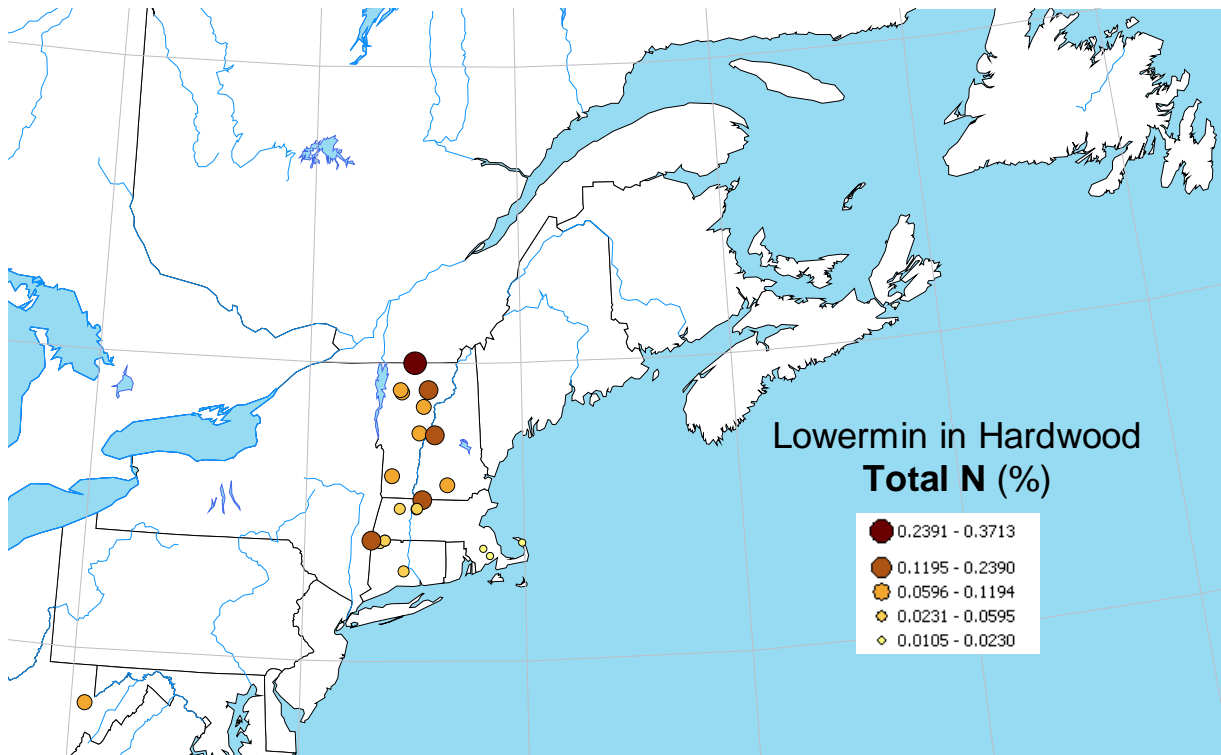 Lowermin in Hardwood
Total N (%)
0.2391 - 0.3713
0.1195 - 0.2390
0.0596 - 0.1194
0.0231 - 0.0595
0.0105 - 0.0230